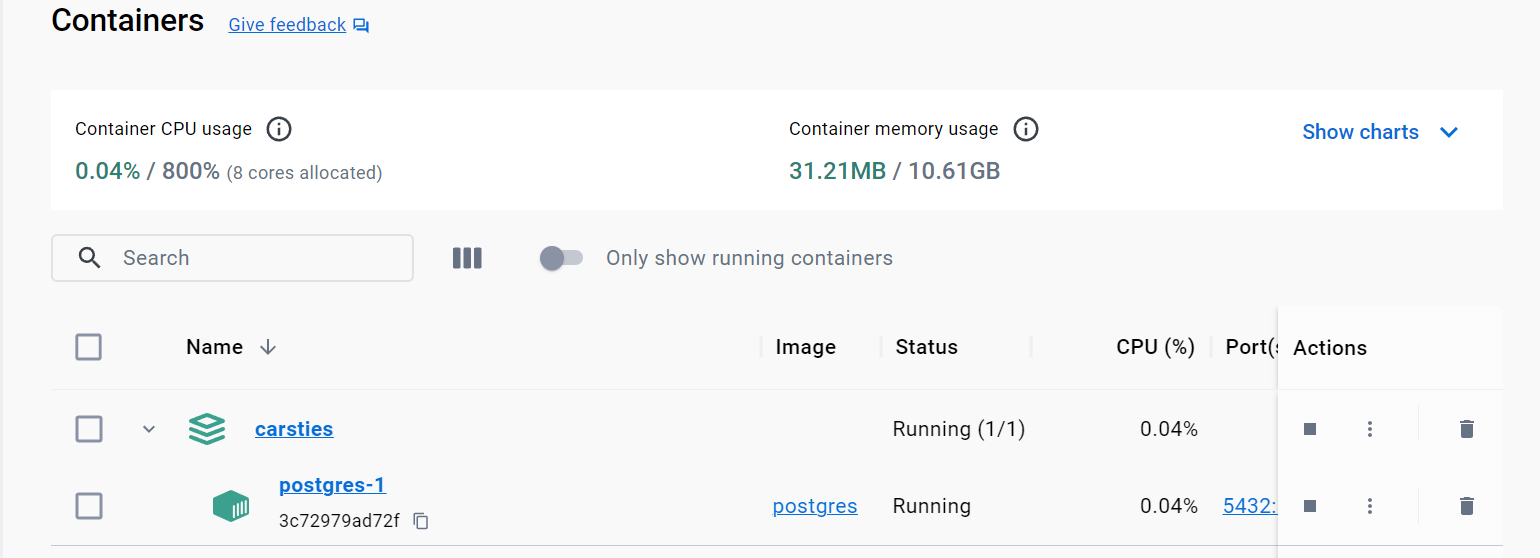 Containers Give feedback
Container CPU usage
0.04% / 800% (8 cores allocated)
Container memory usage
31.21MB / 10.61GB
Show charts
Search
Only show running containers
Name Image Status CPU (%) Port(s Actions
carsties Running (1/1) 0.04%
postgres-1
3c72979ad72f
postgres Running 0.04% 5432: